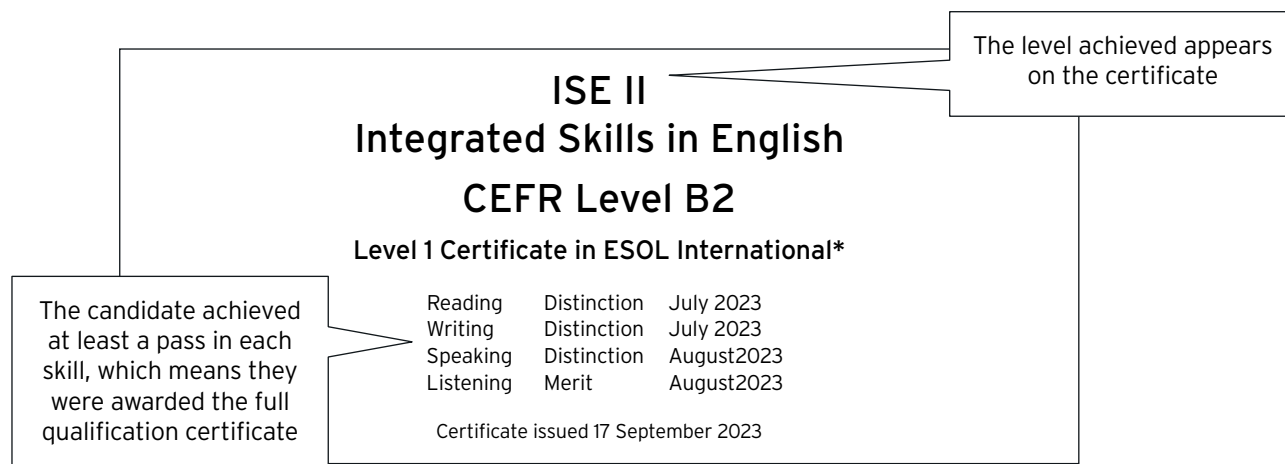 The level achieved appears
on the certificate
ISE II
Integrated Skills in English
CEFR Level B2
Level 1 Certificate in ESOL International*
The candidate achieved
at least a pass in each
skill, which means they
were awarded the full
qualification certificate
Reading Distinction July 2023
Writing Distinction July 2023
Speaking Distinction August2023
Listening Merit August2023
Certificate issued 17 September 2023